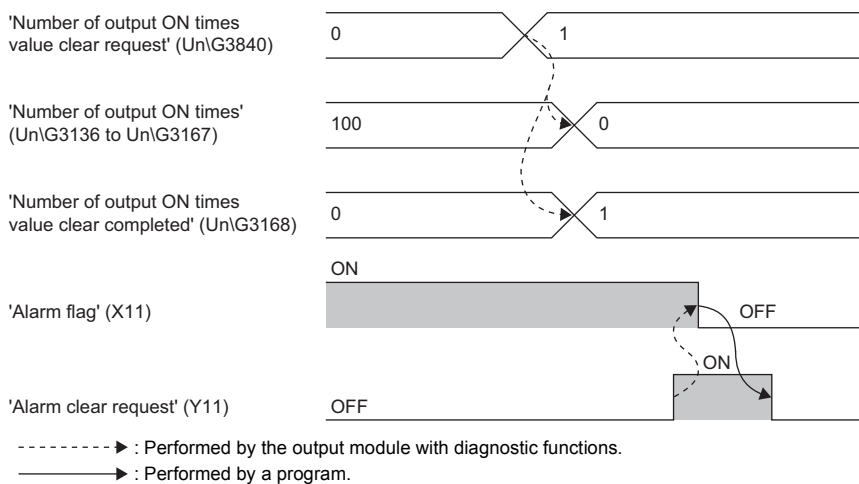 'Number of output ON times
value clear request' (Un\G3840)
0
1
'Number of output ON times'
(Un\G3136 to Un\G3167)
100
0
'Number of output ON times
value clear completed' (Un\G3168)
0
1
ON
'Alarm flag' (X11)
OFF
ON
'Alarm clear request' (Y11)
OFF
: Performed by the output module with diagnostic functions.
: Performed by a program.